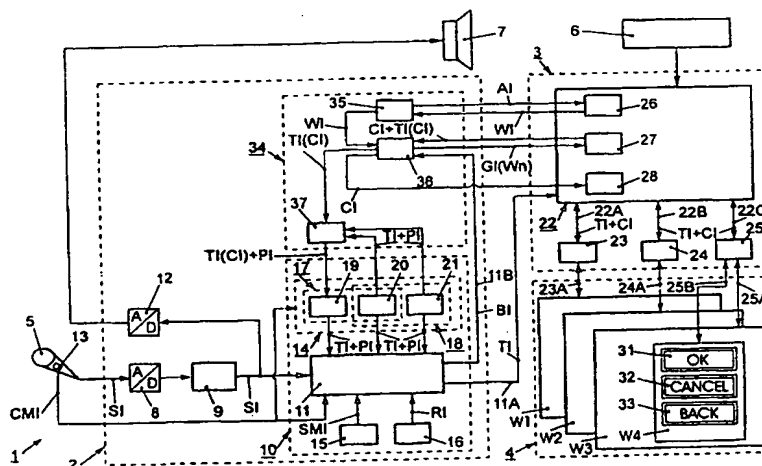 7
6
3
35
AI
26
WI
WI
CI+TI(CI)
27
TI(CI)
34
36
GI(Wn)
28
CI
37
22
22A
22B
22C
TI+CI
TI+CI
TI+PI
23
24
25
TI(CI)+PI
11B
17
19
20
21
23A
24A
25B
25A
12
A
D
BI
TI
5
13
14
TI+PI
TI+PI
18
31
OK
A
D
11
32
CANCEL
CMI
SI
8
9
SI
11A
33
BACK
SMI
RI
W1
W2
W3
W4
1
2
10
15
16
4